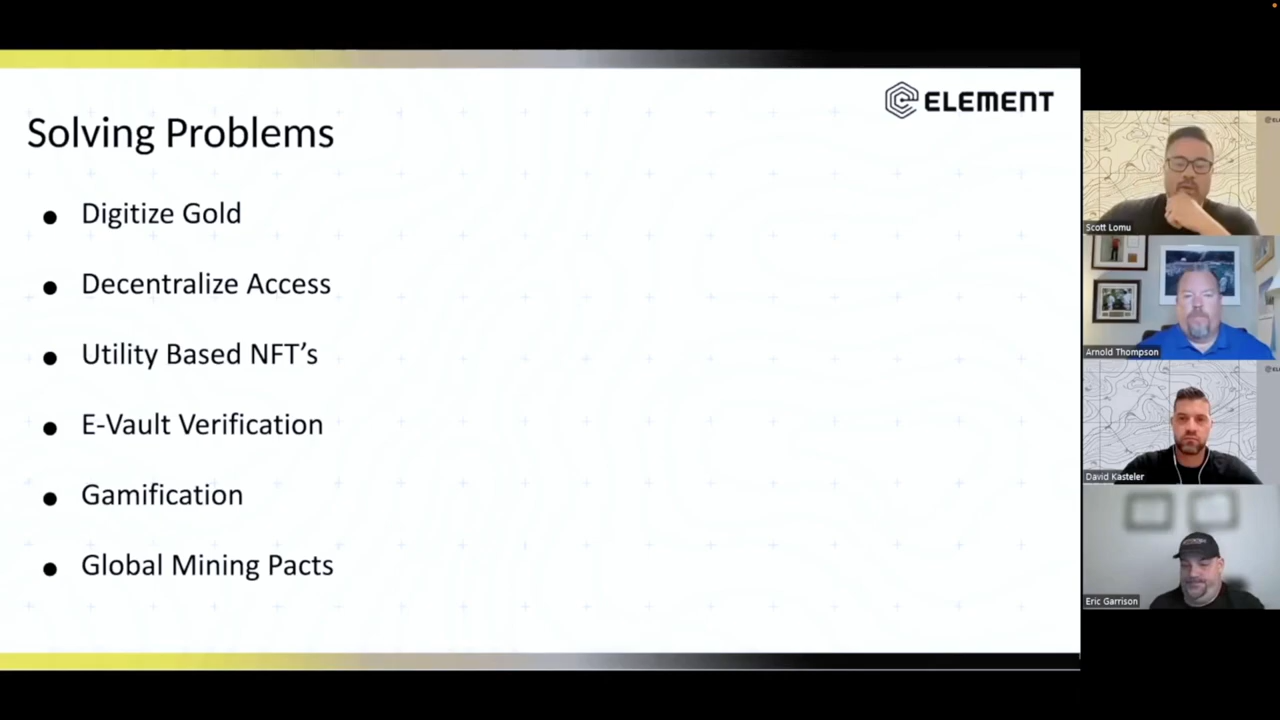 ELEMENT
Solving Problems
Digitize Gold
Decentralize Access
Utility Based NFT’s
E-Vault Verification
Gamification
Global Mining Pacts
Scott Lomu
Arnold Thompson
David Kasteler
Eric Garrison